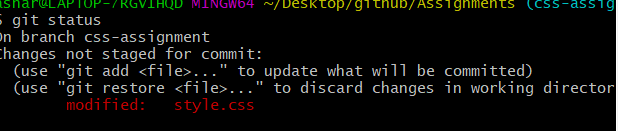 ashar@LAPTOP-7RGVIHQD MINGW64 ~/Desktop/github/Assignments (css-assig
$ git status
On branch css-assignment
Changes not staged for commit:
(use "git add <file>..." to update what will be committed)
(use "git restore <file>..." to discard changes in working director
modified: style.css